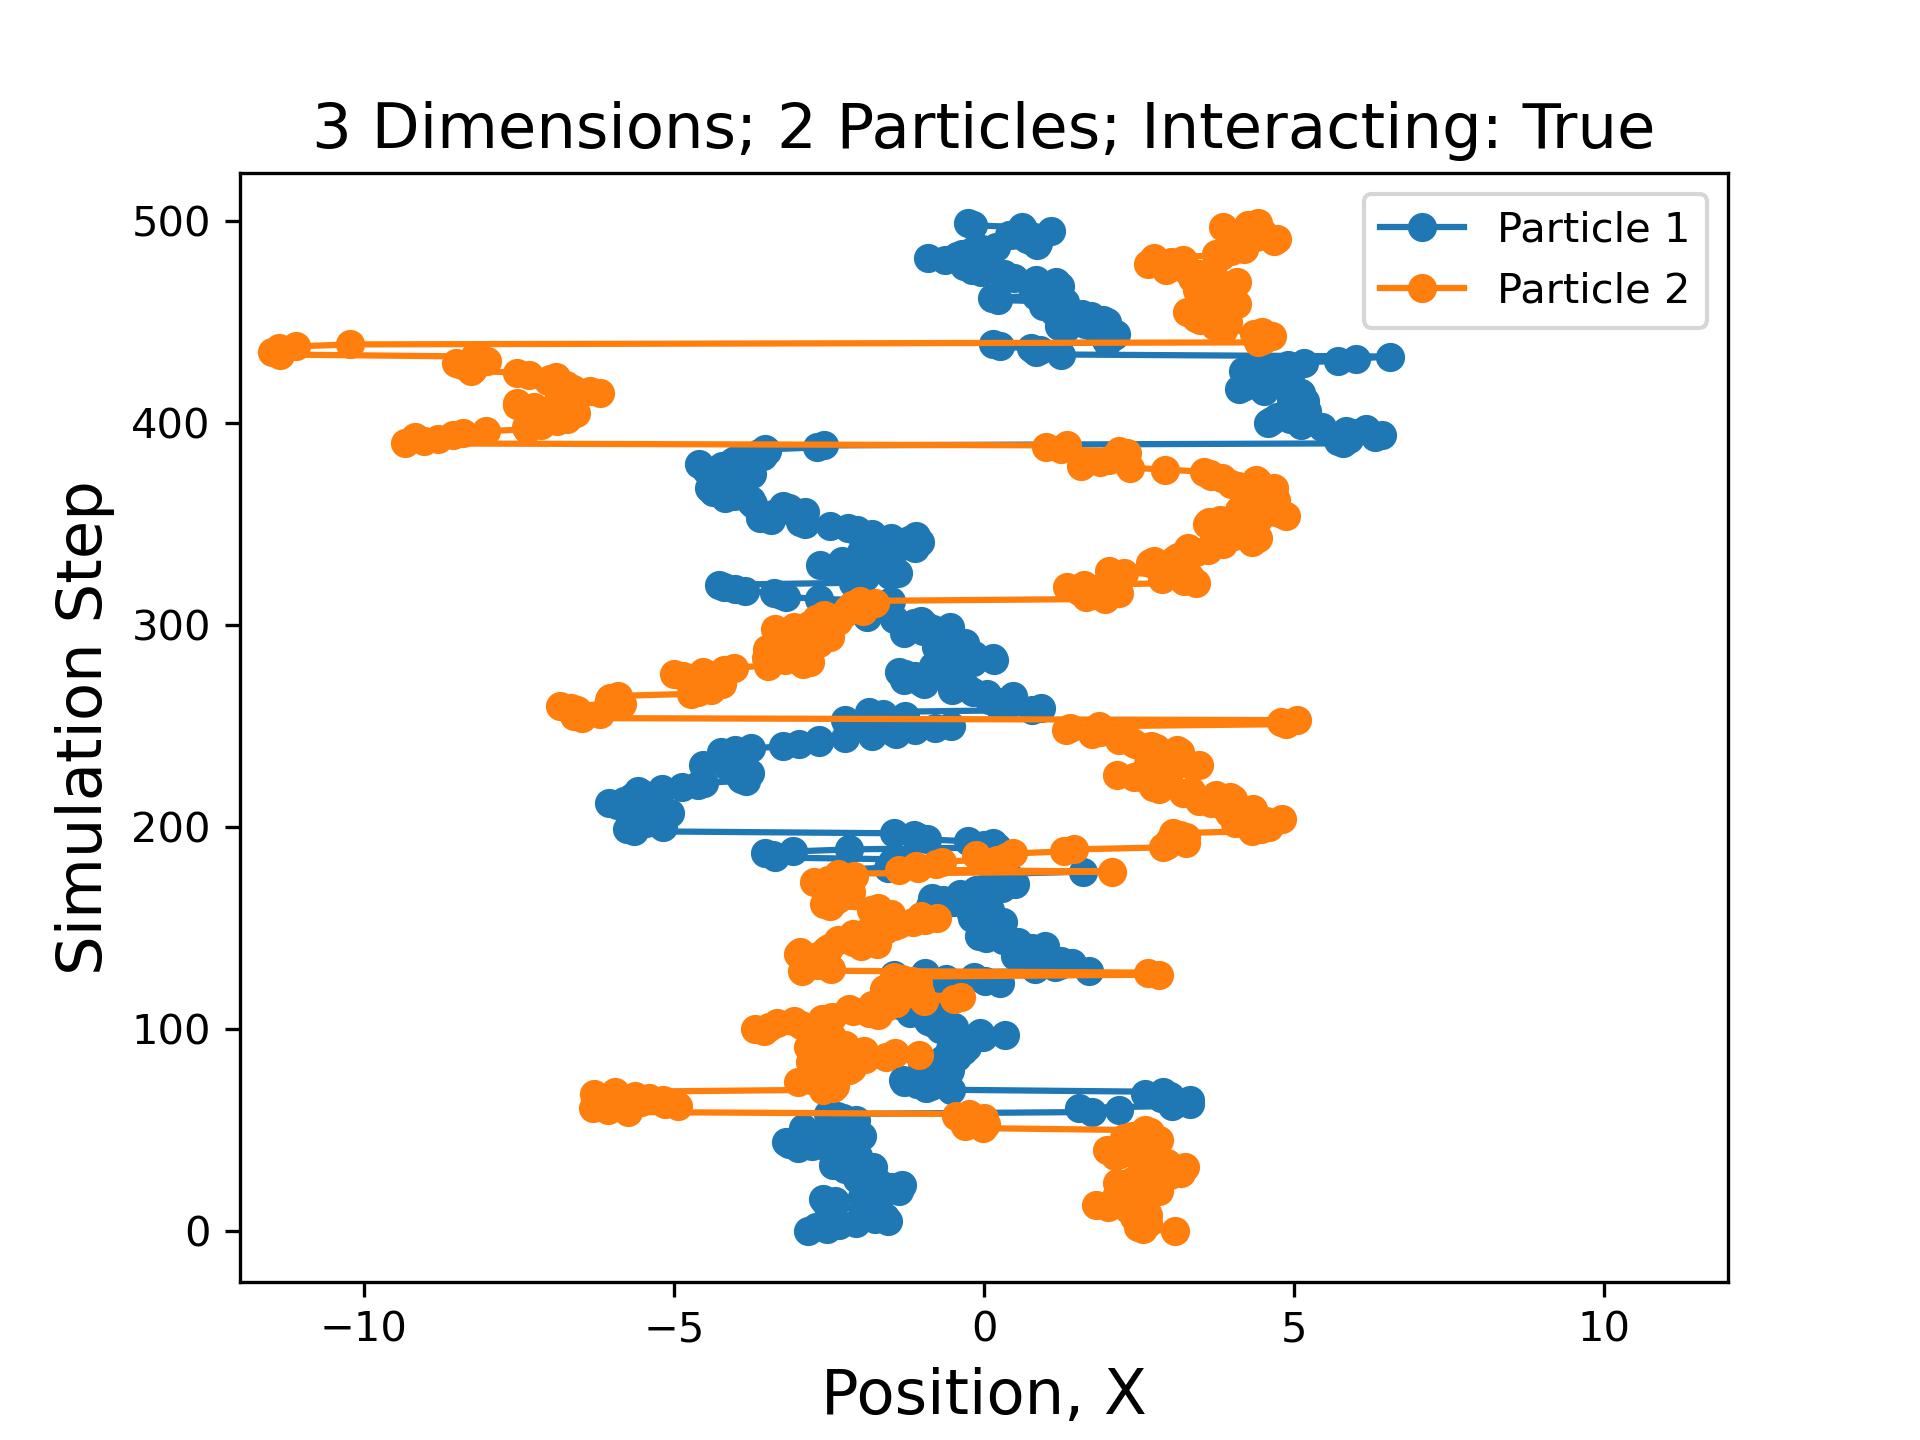 3 Dimensions; 2 Particles; Interacting: True
Particle 1
Particle 2
Simulation Step
500
400
300
200
100
0
−10
−5
0
5
10
Position, X